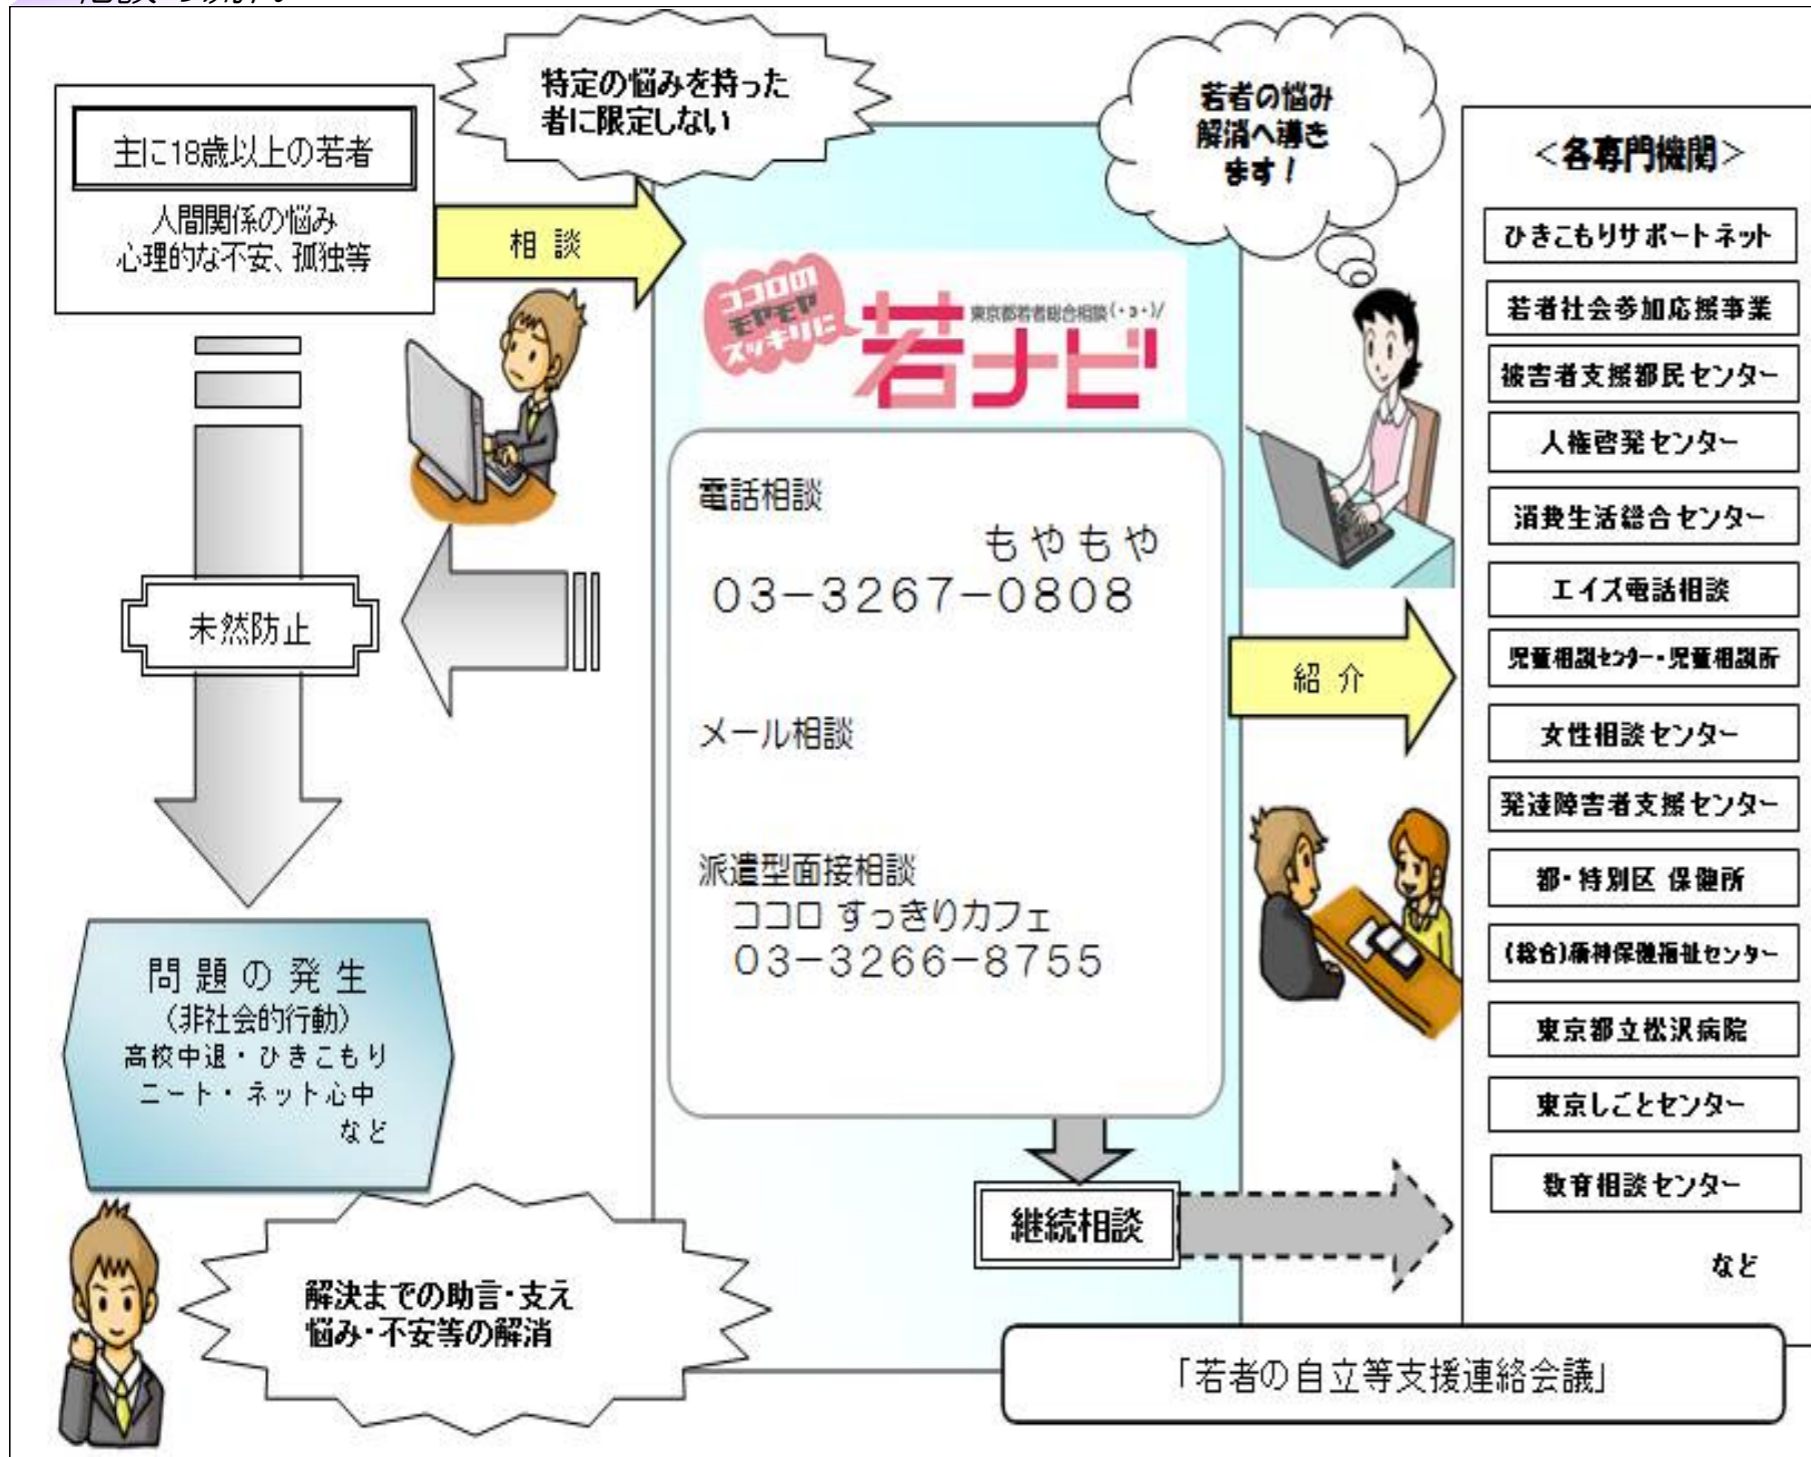 主に18歳以上の若者
人間関係の悩み
心理的な不安、孤独等
特定の悩みを持った
者に限定しない
相 談
若者の悩み
解消へ導き
ます！
ココロの
モヤモヤ
スッキリに
東京都若者総合相談(・ɜ・)/
若ナビ
電話相談
もやもや
03－3267－0808
メール相談
派遣型面接相談
ココロ すっきりカフェ
03－3266－8755
未然防止
問 題 の 発 生
（非社会的行動）
高校中退・ひきこもり
ニート・ネット心中
など
解決までの助言・支え
悩み・不安等の解消
継続相談
紹 介
＜各専門機関＞
ひきこもりサポートネット
若者社会参加応援事業
被害者支援都民センター
人権啓発センター
消費生活総合センター
エイズ電話相談
児童相談センター・児童相談所
女性相談センター
発達障害者支援センター
都・特別区 保健所
（総合）精神保健福祉センター
東京都立松沢病院
東京しごとセンター
教育相談センター
など
「若者の自立等支援連絡会議」